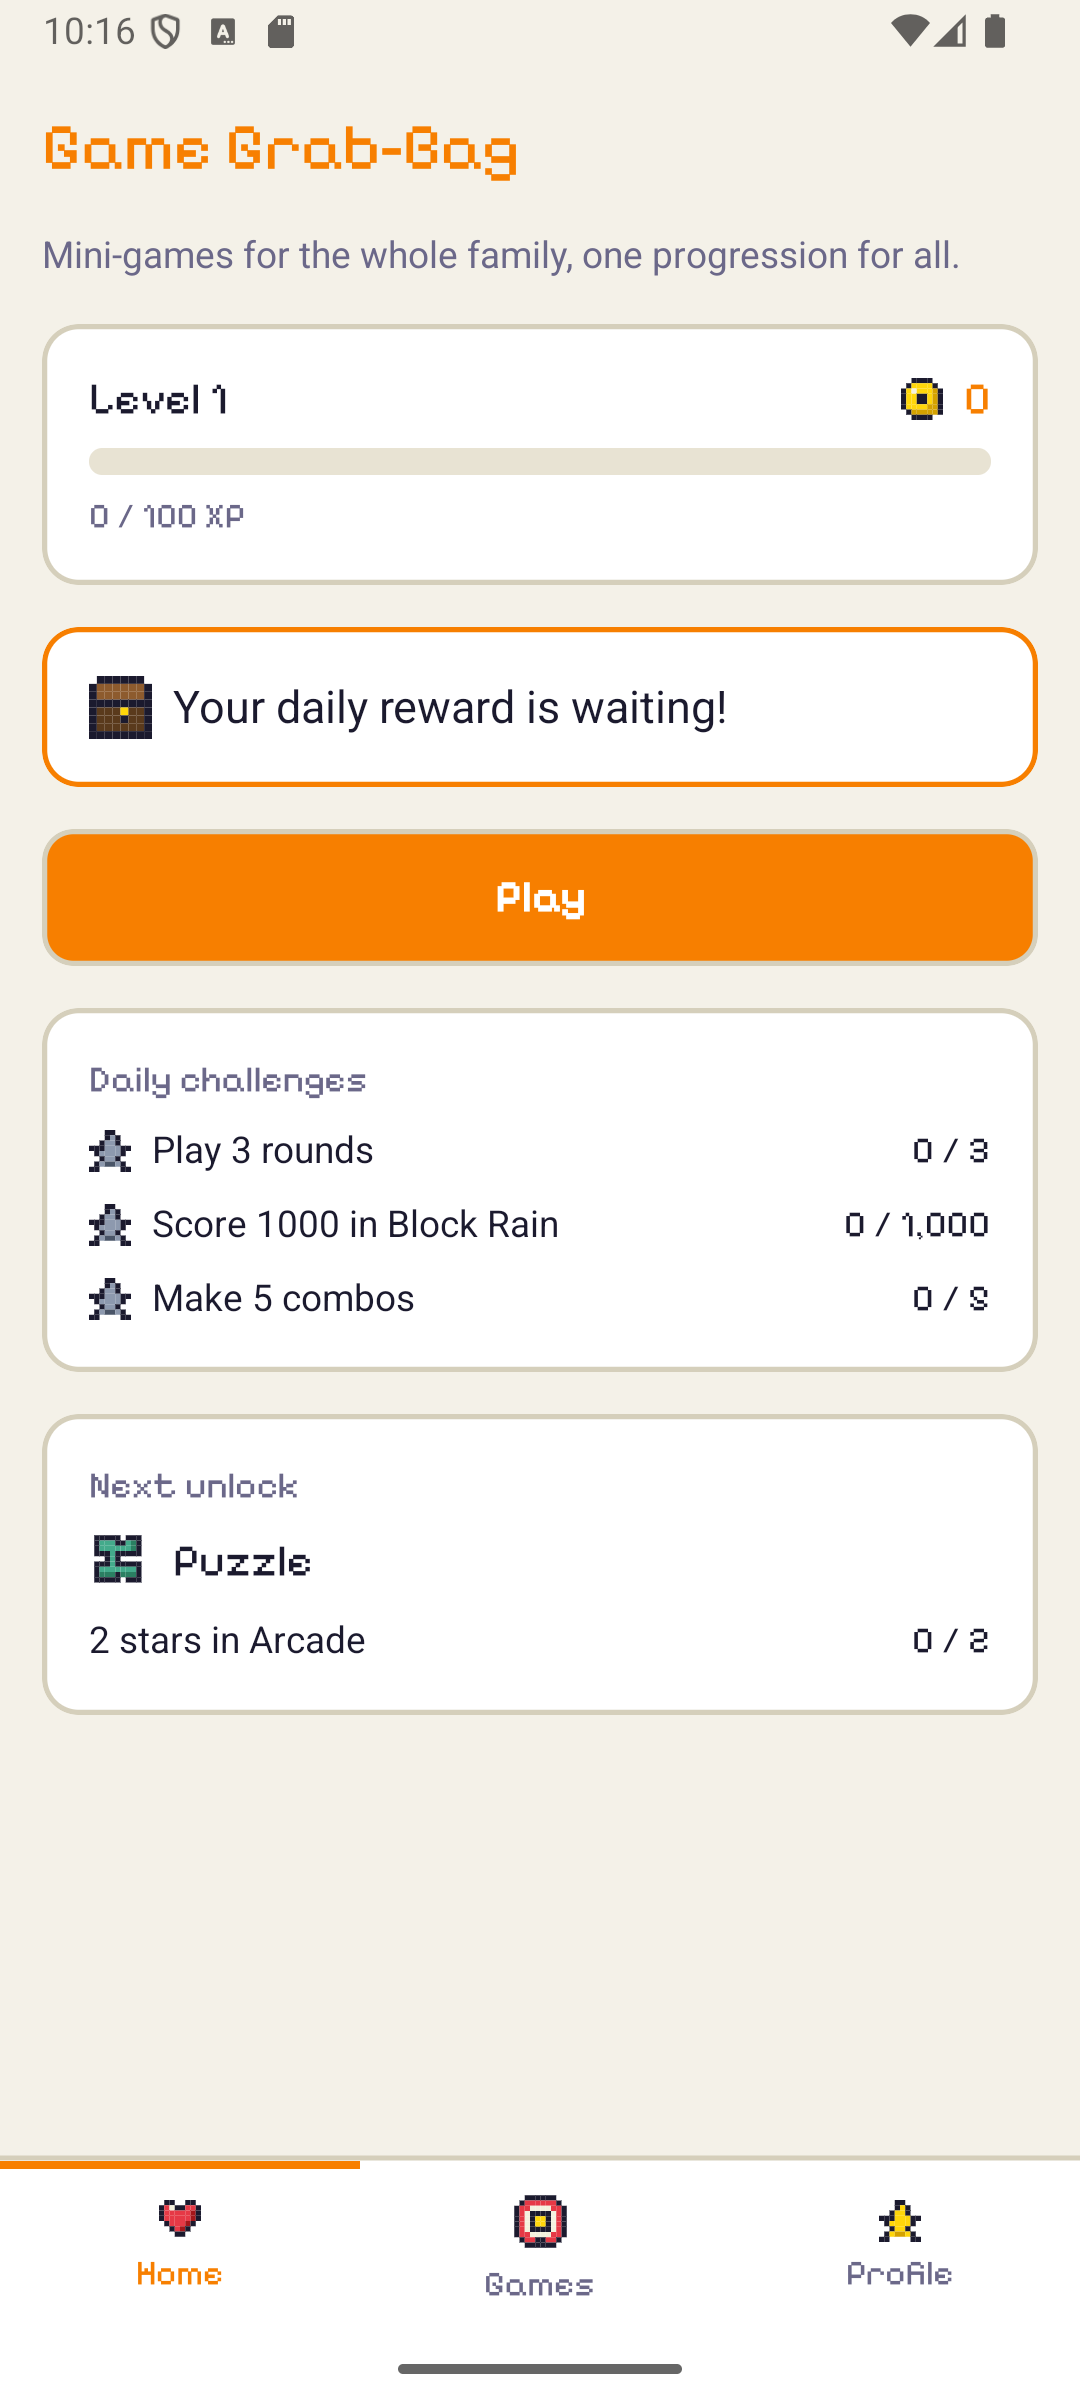 10:16
Game Grab-Bag
Mini-games for the whole family, one progression for all.
Level 1 0
0 / 100 XP
Your daily reward is waiting!
Play
Daily challenges
Play 3 rounds 0 / 3
Score 1000 in Block Rain 0 / 1,000
Make 5 combos 0 / 5
Next unlock
Puzzle
2 stars in Arcade 0 / 2
Home Games Profile